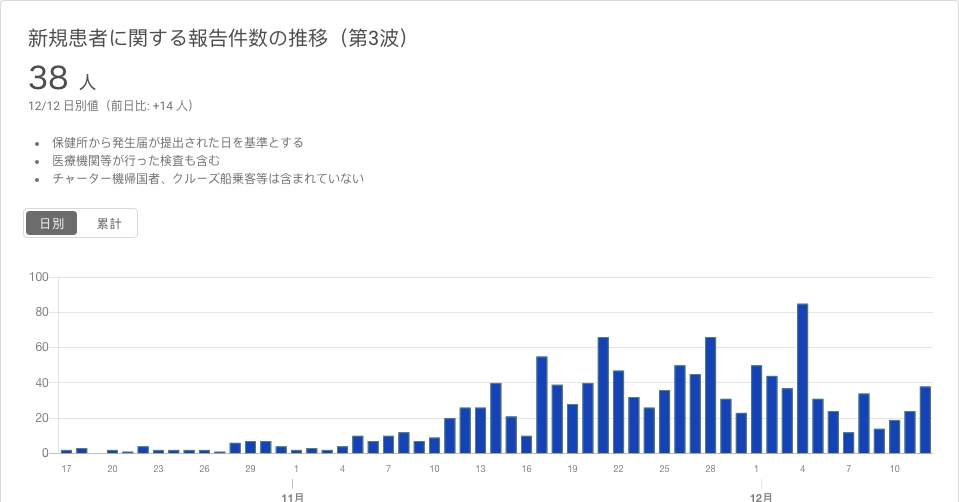 新規患者に関する報告件数の推移（第3波）
38 人
12/12 日別値（前日比: +14 人）
保健所から発生届が提出された日を基準とする
医療機関等が行った検査も含む
チャーター機帰国者、クルーズ船乗客等は含まれていない
日別 累計
100
80
60
40
20
0
17 20 23 26 29 1 4 7 10 13 16 19 22 25 28 1 4 7 10
11月 12月